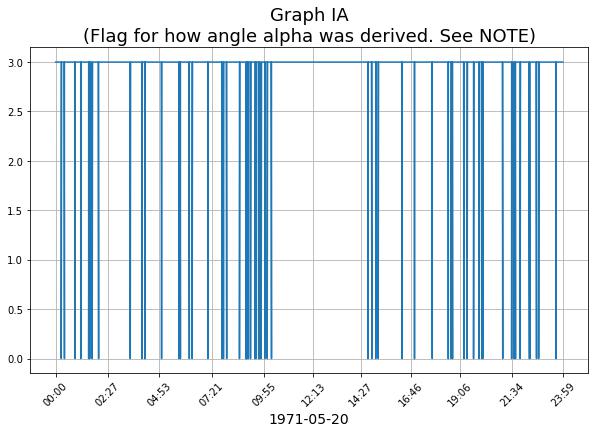 Graph IA
(Flag for how angle alpha was derived. See NOTE)
3.0
2.5
2.0
1.5
1.0
0.5
0.0
00:00 02:27 04:53 07:21 09:55 12:13 14:27 16:46 19:06 21:34 23:59
1971-05-20